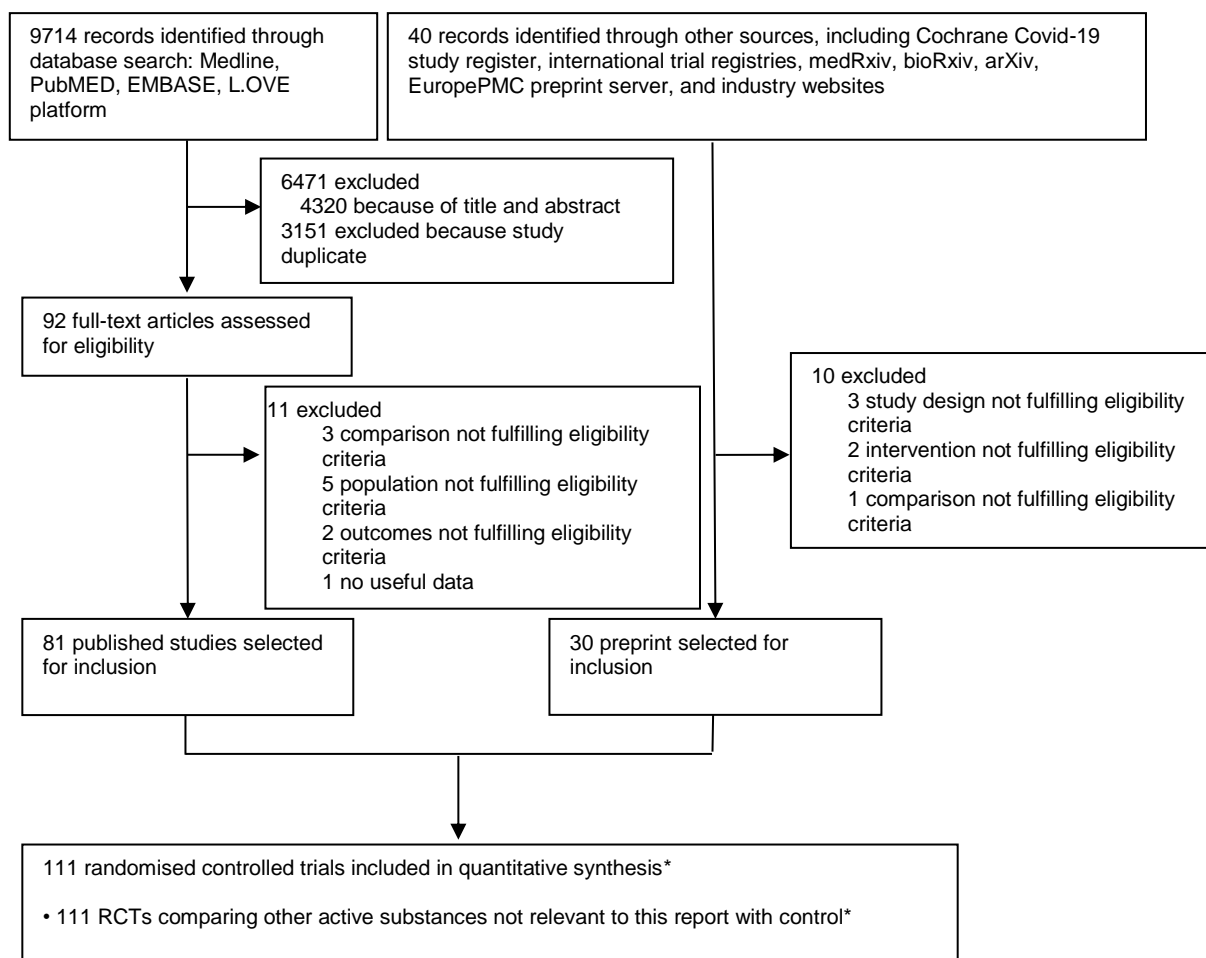 9714 records identified through
database search: Medline,
PubMED, EMBASE, L.OVE
platform
40 records identified through other sources, including Cochrane Covid-19
study register, international trial registries, medRxiv, bioRxiv, arXiv,
EuropePMC preprint server, and industry websites
6471 excluded
4320 because of title and abstract
3151 excluded because study
duplicate
92 full-text articles assessed
for eligibility
11 excluded
3 comparison not fulfilling eligibility
criteria
5 population not fulfilling eligibility
criteria
2 outcomes not fulfilling eligibility
criteria
1 no useful data
10 excluded
3 study design not fulfilling eligibility
criteria
2 intervention not fulfilling eligibility
criteria
1 comparison not fulfilling eligibility
criteria
81 published studies selected
for inclusion
30 preprint selected for
inclusion
111 randomised controlled trials included in quantitative synthesis*
• 111 RCTs comparing other active substances not relevant to this report with control*